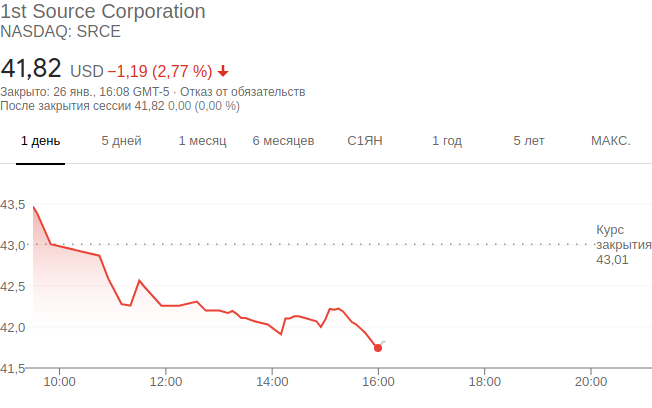 1st Source Corporation
NASDAQ: SRCE
41,82 USD −1,19 (2,77 %)
Закрыто: 26 янв., 16:08 GMT-5 · Отказ от обязательств
После закрытия сессии 41,82 0,00 (0,00 %)
1 день 5 дней 1 месяц 6 месяцев С1ЯН 1 год 5 лет МАКС.
43,5
43,0
42,5
42,0
41,5
Курс
закрытия
43,01
10:00 12:00 14:00 16:00 18:00 20:00